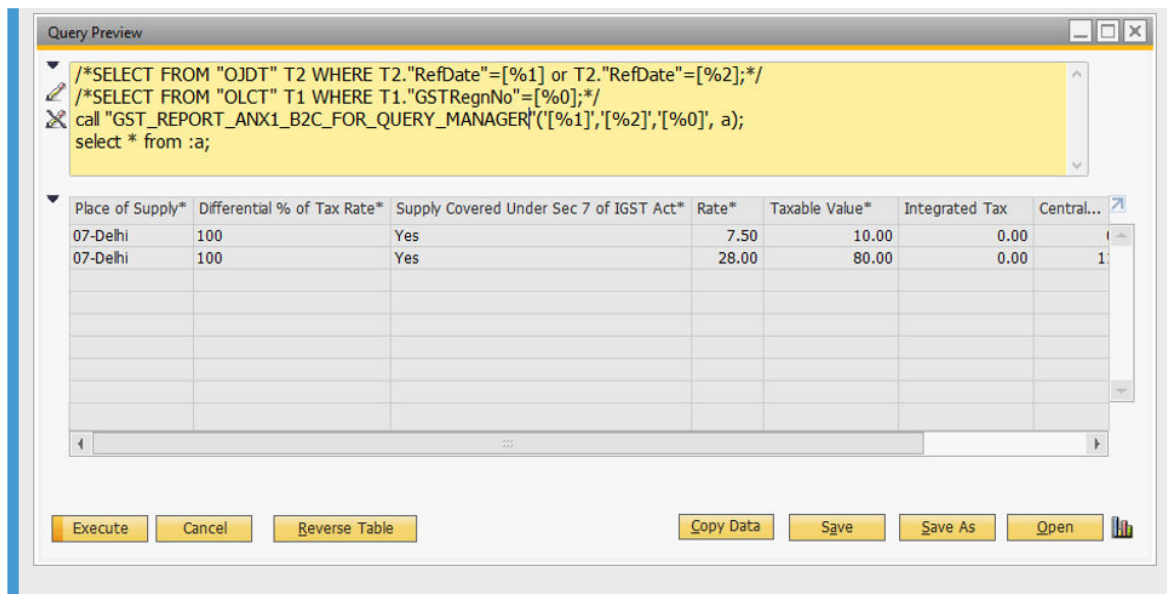 Query Preview
/*SELECT FROM "OJDT" T2 WHERE T2."RefDate"=[%1] or T2."RefDate"=[%2];*/
/*SELECT FROM "OLCT" T1 WHERE T1."GSTRegnNo"=[%0];*/
call "GST_REPORT_ANX1_B2C_FOR_QUERY_MANAGER"('[%1]','[%2]','[%0]', a);
select * from :a;
Place of Supply* Differential % of Tax Rate* Supply Covered Under Sec 7 of IGST Act* Rate* Taxable Value* Integrated Tax Central...
07-Delhi 100 Yes 7.50 10.00 0.00
07-Delhi 100 Yes 28.00 80.00 0.00
Execute Cancel Reverse Table Copy Data Save Save As Open